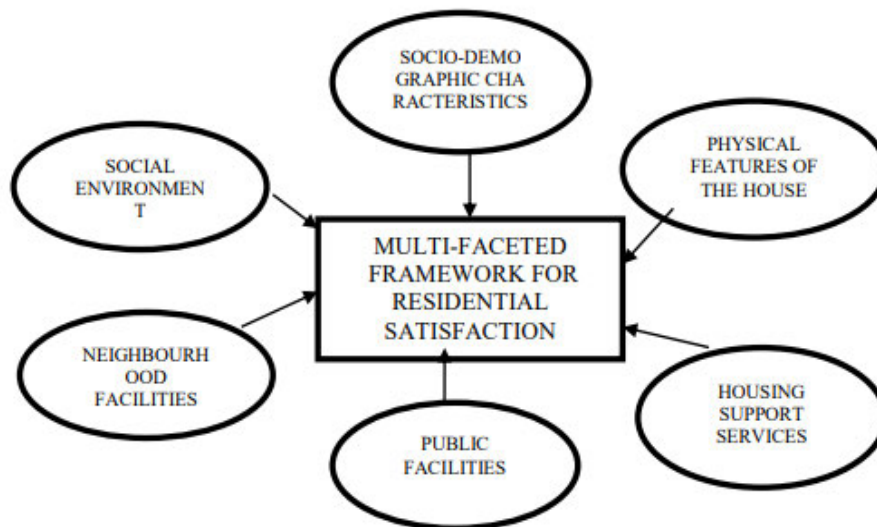 SOCIO-DEMO
GRAPHIC CHA
RACTERISTICS
SOCIAL
ENVIRONMEN
T
PHYSICAL
FEATURES OF
THE HOUSE
MULTI-FACETED
FRAMEWORK FOR
RESIDENTIAL
SATISFACTION
NEIGHBOURH
OOD
FACILITIES
HOUSING
SUPPORT
SERVICES
PUBLIC
FACILITIES